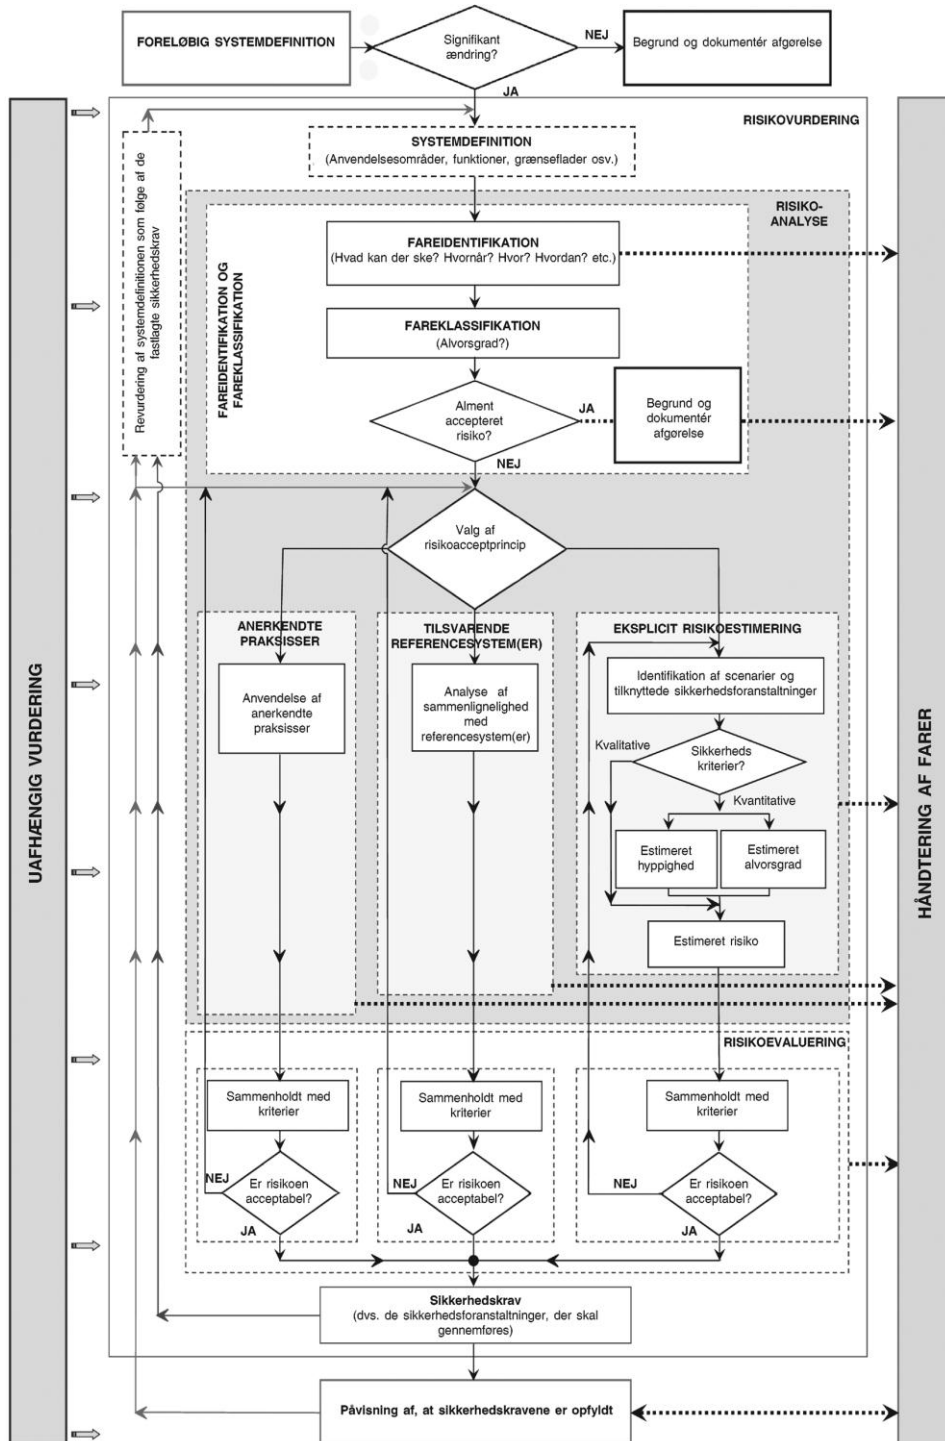 FORELØBIG SYSTEMDEFINITION
Signifikant
ændring?
NEJ
Begrund og dokumentér afgørelse
JA
UAFHÆNGIG VURDERING
HÅNDTERING AF FARER
RISIKOVURDERING
Revurdering af systemdefinitionen som følge af de
fastlagte sikkerhedskrav
SYSTEMDEFINITION
(Anvendelsesområder, funktioner, grænseflader osv.)
RISIKO-
ANALYSE
FAREIDENTIFIKATION OG
FAREKLASSIFIKATION
FAREIDENTIFIKATION
(Hvad kan der ske? Hvornår? Hvor? Hvordan? etc.)
FAREKLASSIFIKATION
(Alvorsgrad?)
Alment
accepteret
risiko?
JA
Begrund og
dokumentér
afgørelse
NEJ
Valg af
risikoacceptprincip
ANERKENDTE
PRAKSISSER
TILSVARENDE
REFERENCESYSTEM(ER)
EKSPLICIT RISIKOESTIMERING
Anvendelse af
anerkendte
praksisser
Analyse af
sammenlignelighed
med
referencesystem(er)
Identifikation af scenarier og
tilknyttede sikkerhedsforanstaltninger
Kvalitative
Sikkerheds
kriterier?
Kvantitative
Estimeret
hyppighed
Estimeret
alvorsgrad
Estimeret risiko
RISIKOEVALUERING
Sammenholdt med
kriterier
Sammenholdt med
kriterier
Sammenholdt med
kriterier
NEJ
Er risikoen
acceptabel?
JA
NEJ
Er risikoen
acceptabel?
JA
NEJ
Er risikoen
acceptabel?
JA
Sikkerhedskrav
(dvs. de sikkerhedsforanstaltninger, der skal
gennemføres)
Påvisning af, at sikkerhedskravene er opfyldt